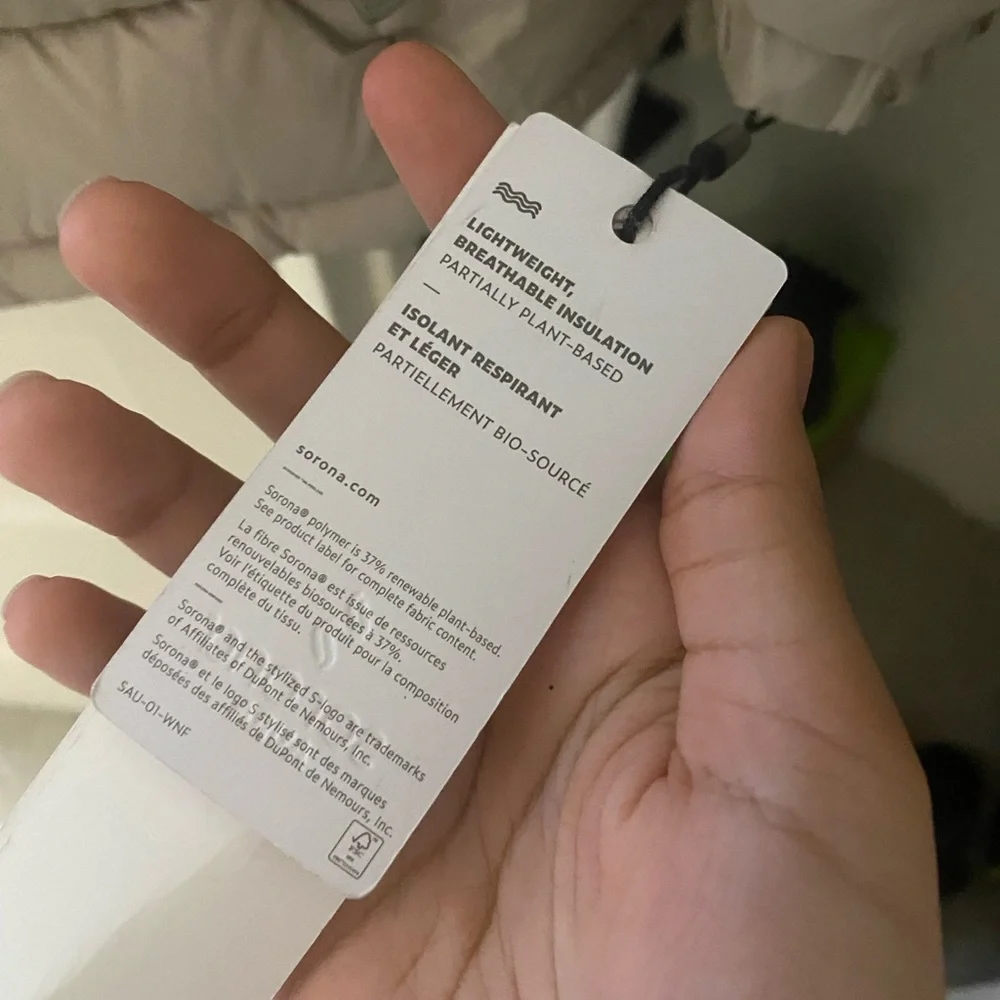 LIGHTWEIGHT,
BREATHABLE INSULATION
PARTIALLY PLANT-BASED
—
ISOLANT RESPIRANT
ET LÉGER
PARTIELLEMENT BIO-SOURCÉ
sorona.com
Sorona® polymer is 37% renewable plant-based.
See product label for complete fabric content.
La fibre Sorona® est issue de ressources
renouvelables biosourcées à 37%.
Voir l'étiquette du produit pour la composition
complète du tissu.
Sorona® and the stylized S-logo are trademarks
of Affiliates of DuPont de Nemours, Inc.
Sorona® et le logo S stylisé sont des marques
déposées des affiliés de DuPont de Nemours, Inc.
SAU-01-WNF
FSC